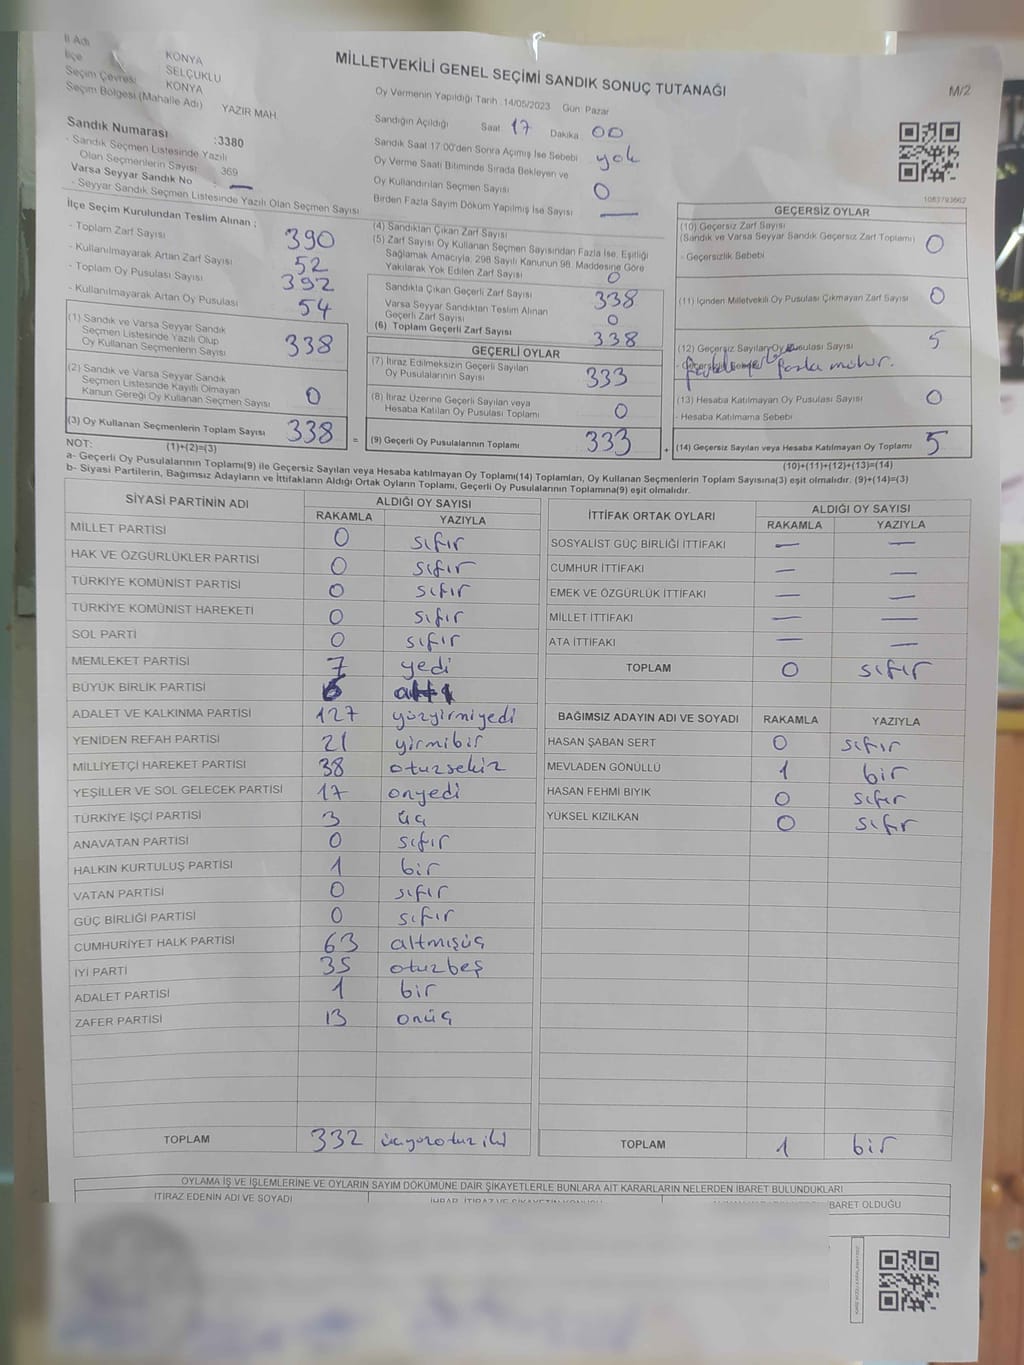 İl Adı KONYA
İlçe SELÇUKLU
Seçim Çevresi KONYA
Seçim Bölgesi (Mahalle Adı) YAZIR MAH.
Sandık Numarası :3380
- Sandık Seçmen Listesinde Yazılı
Olan Seçmenlerin Sayısı 369
Varsa Seyyar Sandık No —
- Seyyar Sandık Seçmen Listesinde Yazılı Olan Seçmen Sayısı
MİLLETVEKİLİ GENEL SEÇİMİ SANDIK SONUÇ TUTANAĞI
M/2
Oy Vermenin Yapıldığı Tarih : 14/05/2023 Gün: Pazar
Sandığın Açıldığı Saat 17 Dakika 00
Sandık Saat 17:00'den Sonra Açılmış İse Sebebi yok
Oy Verme Saati Bitiminde Sırada Bekleyen ve
Oy Kullandırılan Seçmen Sayısı 0
Birden Fazla Sayım Döküm Yapılmış İse Sayısı —
1083793662
İlçe Seçim Kurulundan Teslim Alınan :
- Toplam Zarf Sayısı 390
- Kullanılmayarak Artan Zarf Sayısı 52
- Toplam Oy Pusulası Sayısı 392
- Kullanılmayarak Artan Oy Pusulası 54
(1) Sandık ve Varsa Seyyar Sandık
Seçmen Listesinde Yazılı Olup
Oy Kullanan Seçmenlerin Sayısı 338
(2) Sandık ve Varsa Seyyar Sandık
Seçmen Listesinde Kayıtlı Olmayan
Kanun Gereği Oy Kullanan Seçmen Sayısı 0
(3) Oy Kullanan Seçmenlerin Toplam Sayısı 338 =
(1)+(2)=(3)
(4) Sandıktan Çıkan Zarf Sayısı
(5) Zarf Sayısı Oy Kullanan Seçmen Sayısından Fazla İse, Eşitliği
Sağlamak Amacıyla, 298 Sayılı Kanunun 98. Maddesine Göre
Yakılarak Yok Edilen Zarf Sayısı 0
Sandıkta Çıkan Geçerli Zarf Sayısı 338
Varsa Seyyar Sandıktan Teslim Alınan
Geçerli Zarf Sayısı 0
(6) Toplam Geçerli Zarf Sayısı 338
GEÇERLİ OYLAR
(7) İtiraz Edilmeksizin Geçerli Sayılan
Oy Pusulalarının Sayısı 333
(8) İtiraz Üzerine Geçerli Sayılan veya
Hesaba Katılan Oy Pusulası Toplamı 0
(9) Geçerli Oy Pusulalarının Toplamı 333 +
GEÇERSİZ OYLAR
(10) Geçersiz Zarf Sayısı
(Sandık ve Varsa Seyyar Sandık Geçersiz Zarf Toplamı) 0
- Geçersizlik Sebebi
(11) İçinden Milletvekili Oy Pusulası Çıkmayan Zarf Sayısı 0
(12) Geçersiz Sayılan Oy Pusulası Sayısı 5
- Geçersizlik Sebebi fazla mühür.
(13) Hesaba Katılmayan Oy Pusulası Sayısı 0
- Hesaba Katılmama Sebebi
(14) Geçersiz Sayılan veya Hesaba Katılmayan Oy Toplamı 5
(10)+(11)+(12)+(13)=(14)
NOT:
a- Geçerli Oy Pusulalarının Toplamı(9) ile Geçersiz Sayılan veya Hesaba katılmayan Oy Toplamı(14) Toplamları, Oy Kullanan Seçmenlerin Toplam Sayısına(3) eşit olmalıdır. (9)+(14)=(3)
b- Siyasi Partilerin, Bağımsız Adayların ve İttifakların Aldığı Ortak Oyların Toplamı, Geçerli Oy Pusulalarının Toplamına(9) eşit olmalıdır.
SİYASİ PARTİNİN ADI ALDIĞI OY SAYISI
RAKAMLA YAZIYLA
MİLLET PARTİSİ 0 sıfır
HAK VE ÖZGÜRLÜKLER PARTİSİ 0 sıfır
TÜRKİYE KOMÜNİST PARTİSİ 0 sıfır
TÜRKİYE KOMÜNİST HAREKETİ 0 sıfır
SOL PARTİ 0 sıfır
MEMLEKET PARTİSİ 7 yedi
BÜYÜK BİRLİK PARTİSİ 6 altı
ADALET VE KALKINMA PARTİSİ 127 yüzyirmiyedi
YENİDEN REFAH PARTİSİ 21 yirmibir
MİLLİYETÇİ HAREKET PARTİSİ 38 otuzsekiz
YEŞİLLER VE SOL GELECEK PARTİSİ 17 onyedi
TÜRKİYE İŞÇİ PARTİSİ 3 üç
ANAVATAN PARTİSİ 0 sıfır
HALKIN KURTULUŞ PARTİSİ 1 bir
VATAN PARTİSİ 0 sıfır
GÜÇ BİRLİĞİ PARTİSİ 0 sıfır
CUMHURİYET HALK PARTİSİ 63 altmışüç
İYİ PARTİ 35 otuzbeş
ADALET PARTİSİ 1 bir
ZAFER PARTİSİ 13 onüç
TOPLAM 332 üçyüzotuziki
İTTİFAK ORTAK OYLARI ALDIĞI OY SAYISI
RAKAMLA YAZIYLA
SOSYALİST GÜÇ BİRLİĞİ İTTİFAKI — —
CUMHUR İTTİFAKI — —
EMEK VE ÖZGÜRLÜK İTTİFAKI — —
MİLLET İTTİFAKI — —
ATA İTTİFAKI — —
TOPLAM 0 sıfır
BAĞIMSIZ ADAYIN ADI VE SOYADI RAKAMLA YAZIYLA
HASAN ŞABAN SERT 0 sıfır
MEVLADEN GÖNÜLLÜ 1 bir
HASAN FEHMİ BIYIK 0 sıfır
YÜKSEL KIZILKAN 0 sıfır
TOPLAM 1 bir
OYLAMA İŞ VE İŞLEMLERİNE VE OYLARIN SAYIM DÖKÜMÜNE DAİR ŞİKAYETLERLE BUNLARA AİT KARARLARIN NELERDEN İBARET BULUNDUKLARI
İTİRAZ EDENİN ADI VE SOYADI İHBAR, İTİRAZ VE ŞİKAYETİN KONUSU İBARET OLDUĞU